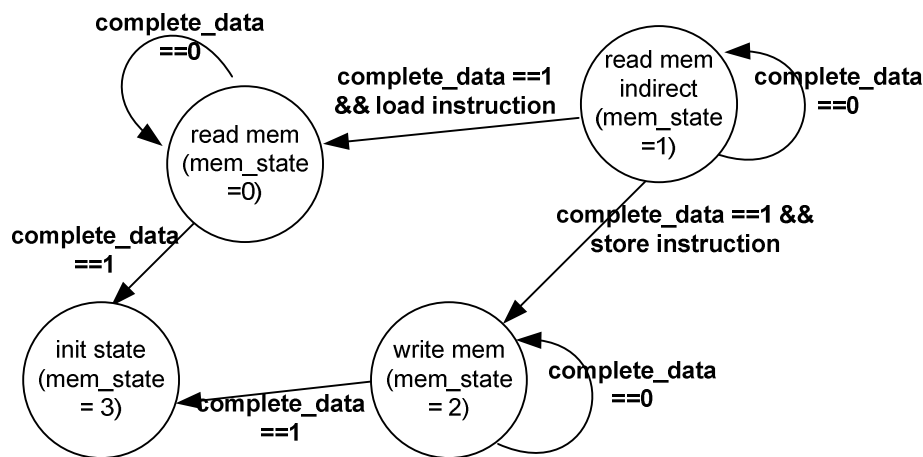 complete_data
==0
read mem
(mem_state
=0)
complete_data ==1
&& load instruction
read mem
indirect
(mem_state
=1)
complete_data
==0
complete_data ==1 &&
store instruction
complete_data
==1
init state
(mem_state
= 3)
complete_data
==1
write mem
(mem_state
= 2)
complete_data
==0